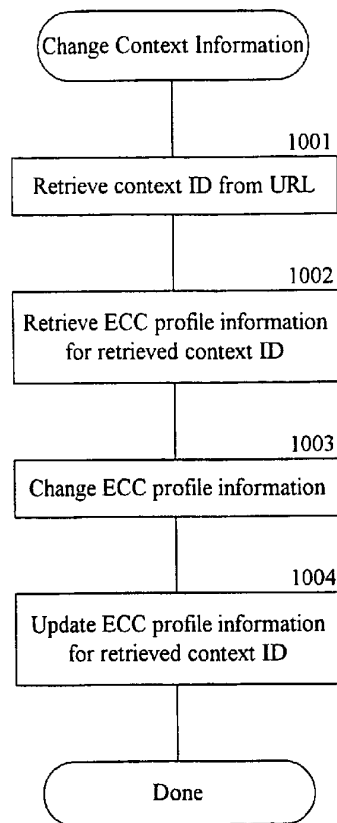 Change Context Information
1001
Retrieve context ID from URL
1002
Retrieve ECC profile information
for retrieved context ID
1003
Change ECC profile information
1004
Update ECC profile information
for retrieved context ID
Done